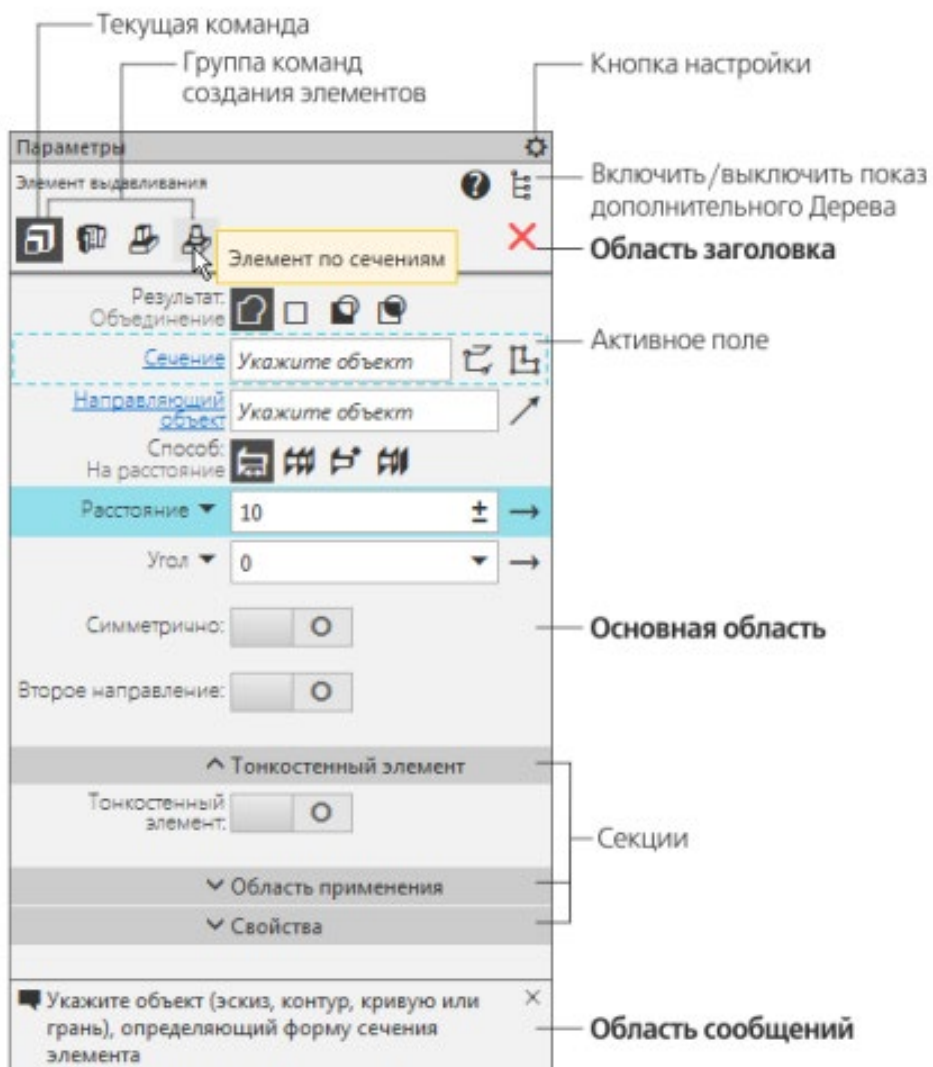 Текущая команда
Группа команд
создания элементов
Кнопка настройки
Параметры
Элемент выдавливания
Включить/выключить показ
дополнительного Дерева
Область заголовка
Элемент по сечениям
Результат:
Объединение
Сечение Укажите объект
Активное поле
Направляющий
объект Укажите объект
Способ:
На расстояние
Расстояние 10
Угол 0
Симметрично:
Основная область
Второе направление:
Тонкостенный элемент
Тонкостенный
элемент:
Секции
Область применения
Свойства
Укажите объект (эскиз, контур, кривую или
грань), определяющий форму сечения
элемента
Область сообщений